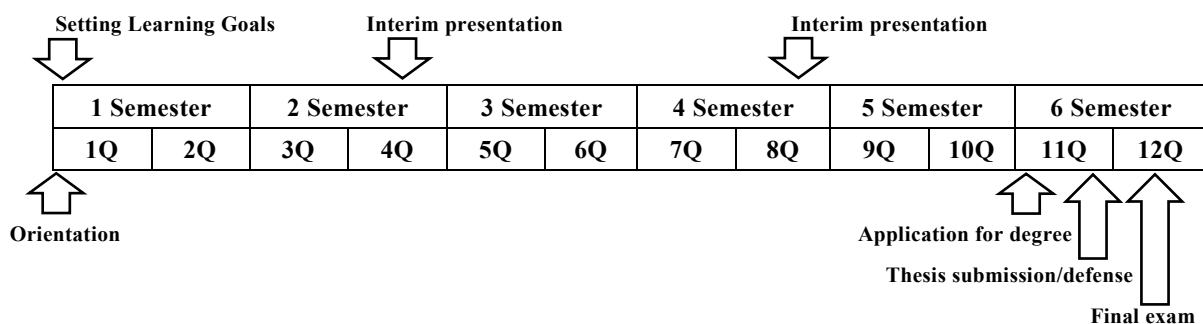 Setting Learning Goals Interim presentation Interim presentation
1 Semester 2 Semester 3 Semester 4 Semester 5 Semester 6 Semester
1Q 2Q 3Q 4Q 5Q 6Q 7Q 8Q 9Q 10Q 11Q 12Q
Orientation Application for degree
Thesis submission/defense
Final exam